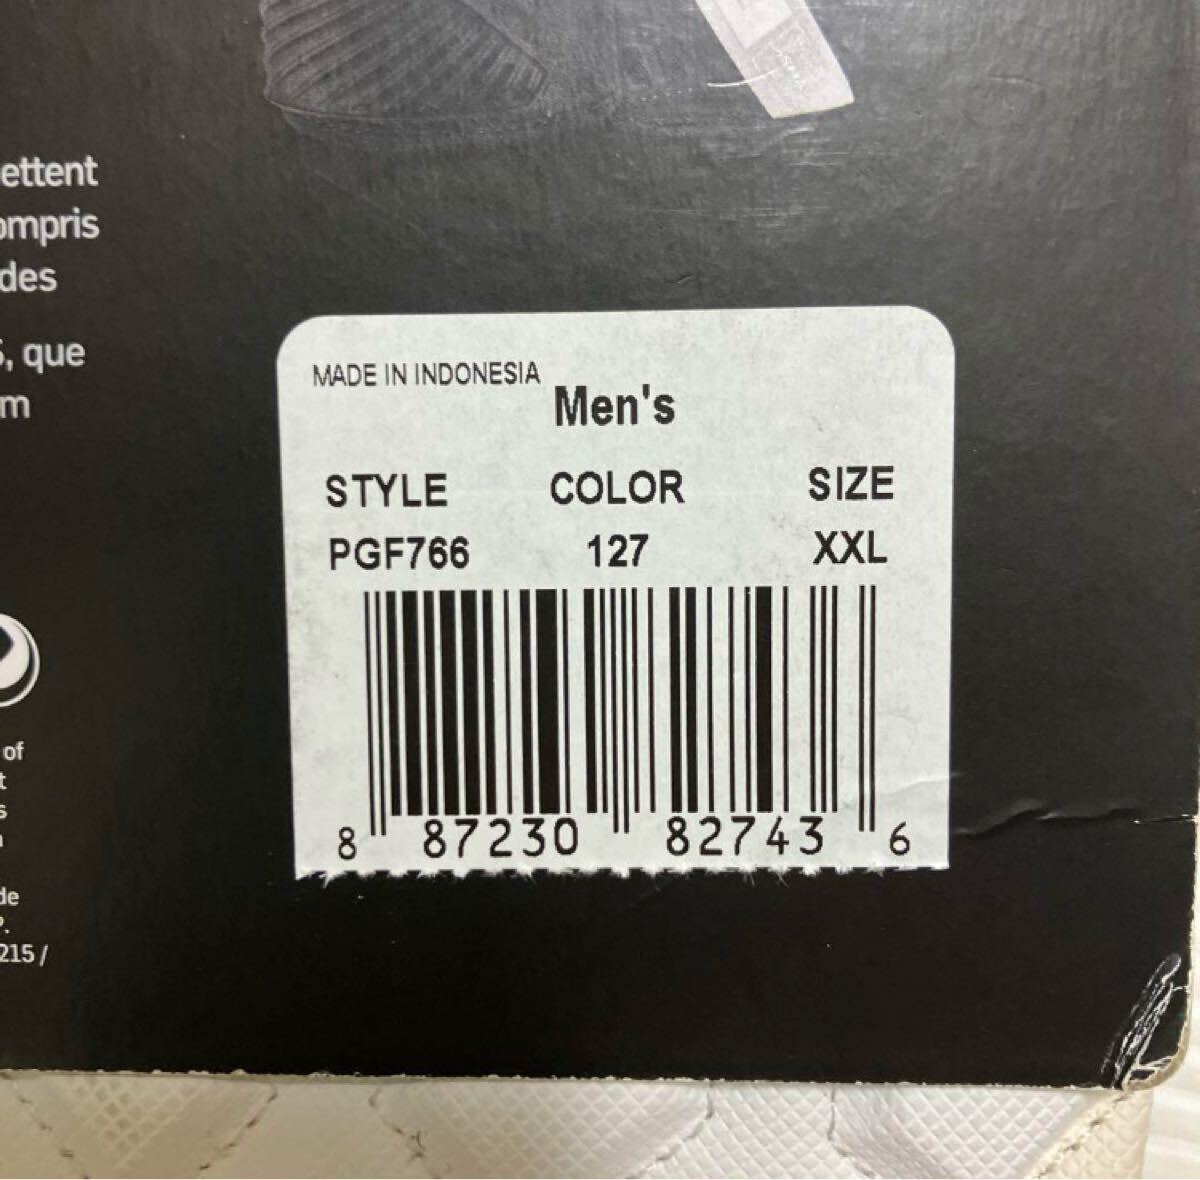 ettent
ompris
des
, que
m
MADE IN INDONESIA
Men's
STYLE COLOR SIZE
PGF766 127 XXL
8 87230 82743 6
of
t
s
de
P.
215 /